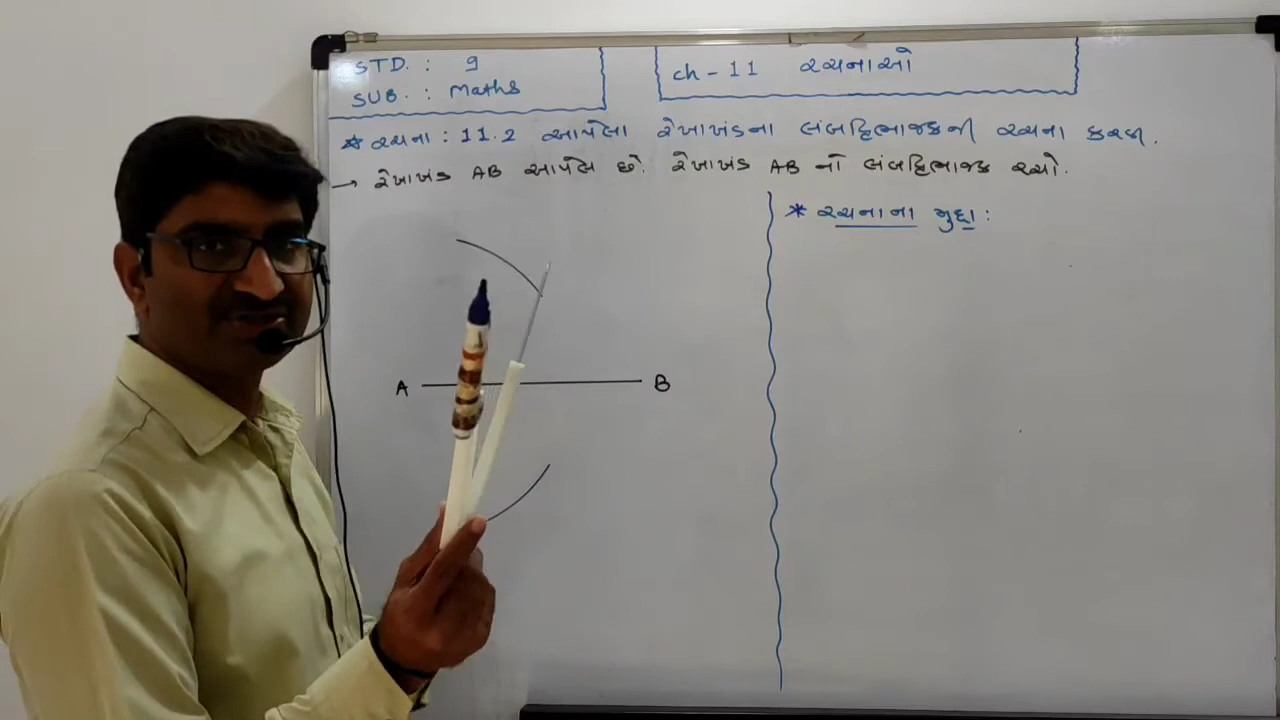 STD. : 9
SUB. : Maths
ch - 11 રચનાઓ
* રચના : 11.2 આપેલા રેખાખંડના લંબદ્વિભાજકની રચના કરવી.
→ રેખાખંડ AB આપેલ છે. રેખાખંડ AB નો લંબદ્વિભાજક રચો.
* રચનાના મુદ્દા :
A B